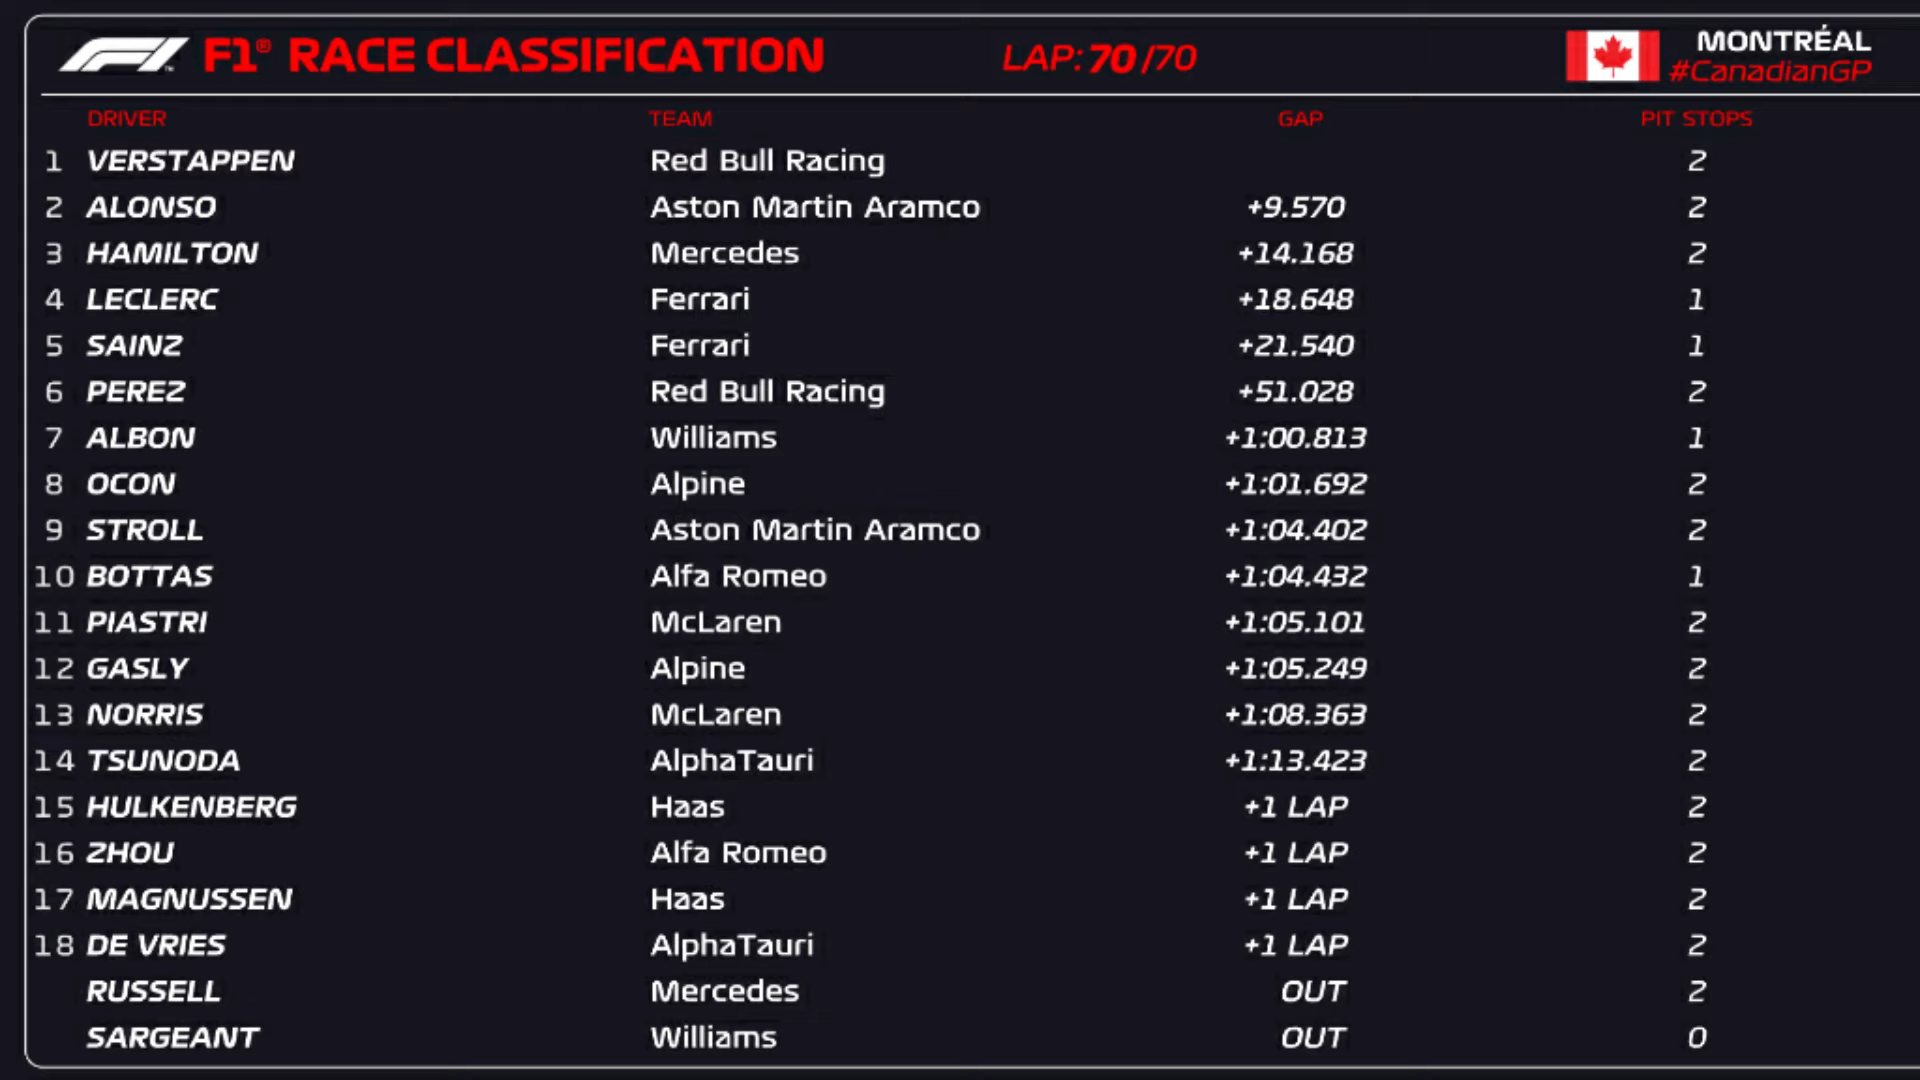 F1® RACE CLASSIFICATION LAP: 70/70 MONTRÉAL
#CanadianGP
DRIVER TEAM GAP PIT STOPS
1 VERSTAPPEN Red Bull Racing 2
2 ALONSO Aston Martin Aramco +9.570 2
3 HAMILTON Mercedes +14.168 2
4 LECLERC Ferrari +18.648 1
5 SAINZ Ferrari +21.540 1
6 PEREZ Red Bull Racing +51.028 2
7 ALBON Williams +1:00.813 1
8 OCON Alpine +1:01.692 2
9 STROLL Aston Martin Aramco +1:04.402 2
10 BOTTAS Alfa Romeo +1:04.432 1
11 PIASTRI McLaren +1:05.101 2
12 GASLY Alpine +1:05.249 2
13 NORRIS McLaren +1:08.363 2
14 TSUNODA AlphaTauri +1:13.423 2
15 HULKENBERG Haas +1 LAP 2
16 ZHOU Alfa Romeo +1 LAP 2
17 MAGNUSSEN Haas +1 LAP 2
18 DE VRIES AlphaTauri +1 LAP 2
RUSSELL Mercedes OUT 2
SARGEANT Williams OUT 0